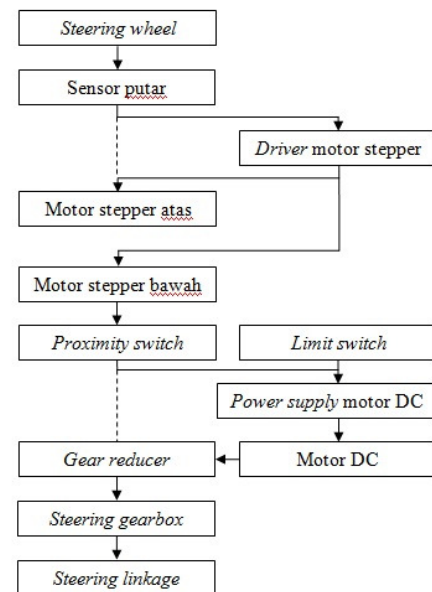 Steering wheel
Sensor putar
Driver motor stepper
Motor stepper atas
Motor stepper bawah
Proximity switch
Limit switch
Power supply motor DC
Gear reducer
Motor DC
Steering gearbox
Steering linkage